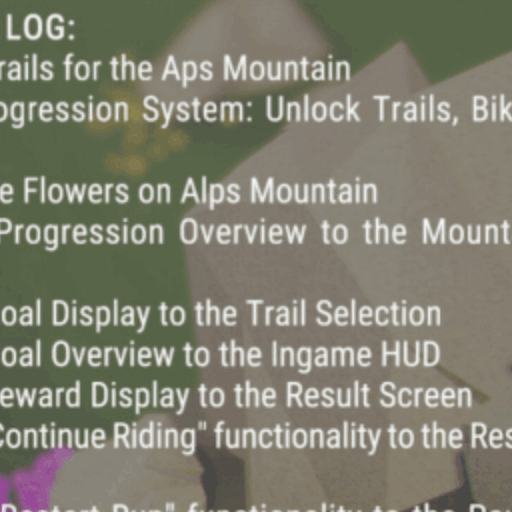 LOG:
rails for the Aps Mountain
ogression System: Unlock Trails, Bik
e Flowers on Alps Mountain
Progression Overview to the Mount
oal Display to the Trail Selection
oal Overview to the Ingame HUD
eward Display to the Result Screen
Continue Riding" functionality to the Res